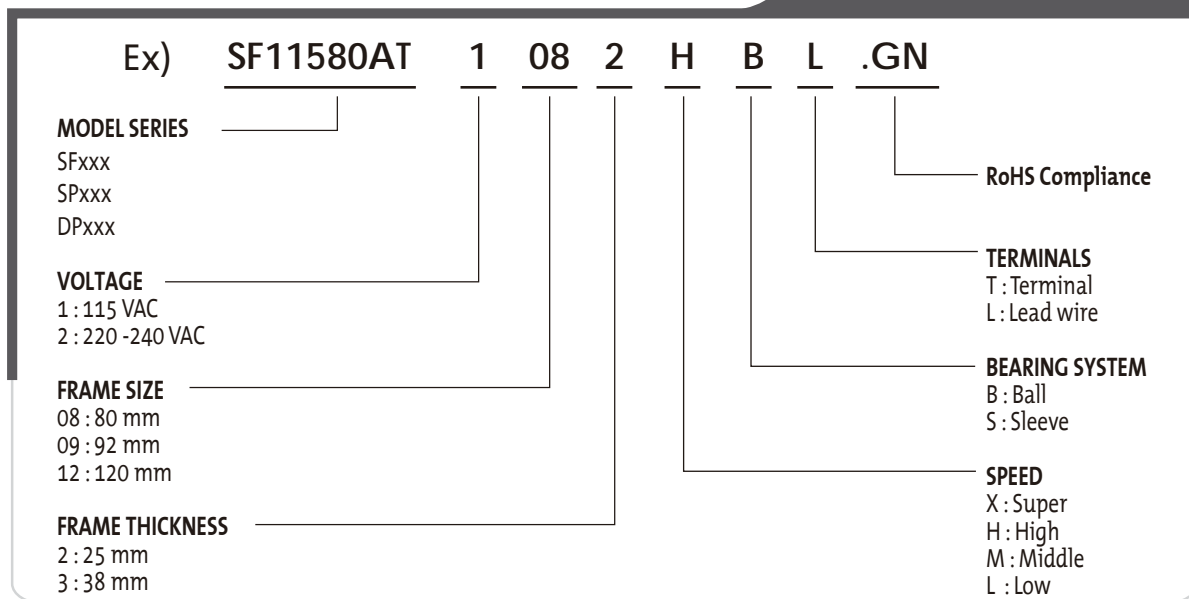 Ex) SF11580AT 1 08 2 H B L .GN
MODEL SERIES
SFxxx
SPxxx
DPxxx
VOLTAGE
1 : 115 VAC
2 : 220 -240 VAC
FRAME SIZE
08 : 80 mm
09 : 92 mm
12 : 120 mm
FRAME THICKNESS
2 : 25 mm
3 : 38 mm
RoHS Compliance
TERMINALS
T : Terminal
L : Lead wire
BEARING SYSTEM
B : Ball
S : Sleeve
SPEED
X : Super
H : High
M : Middle
L : Low